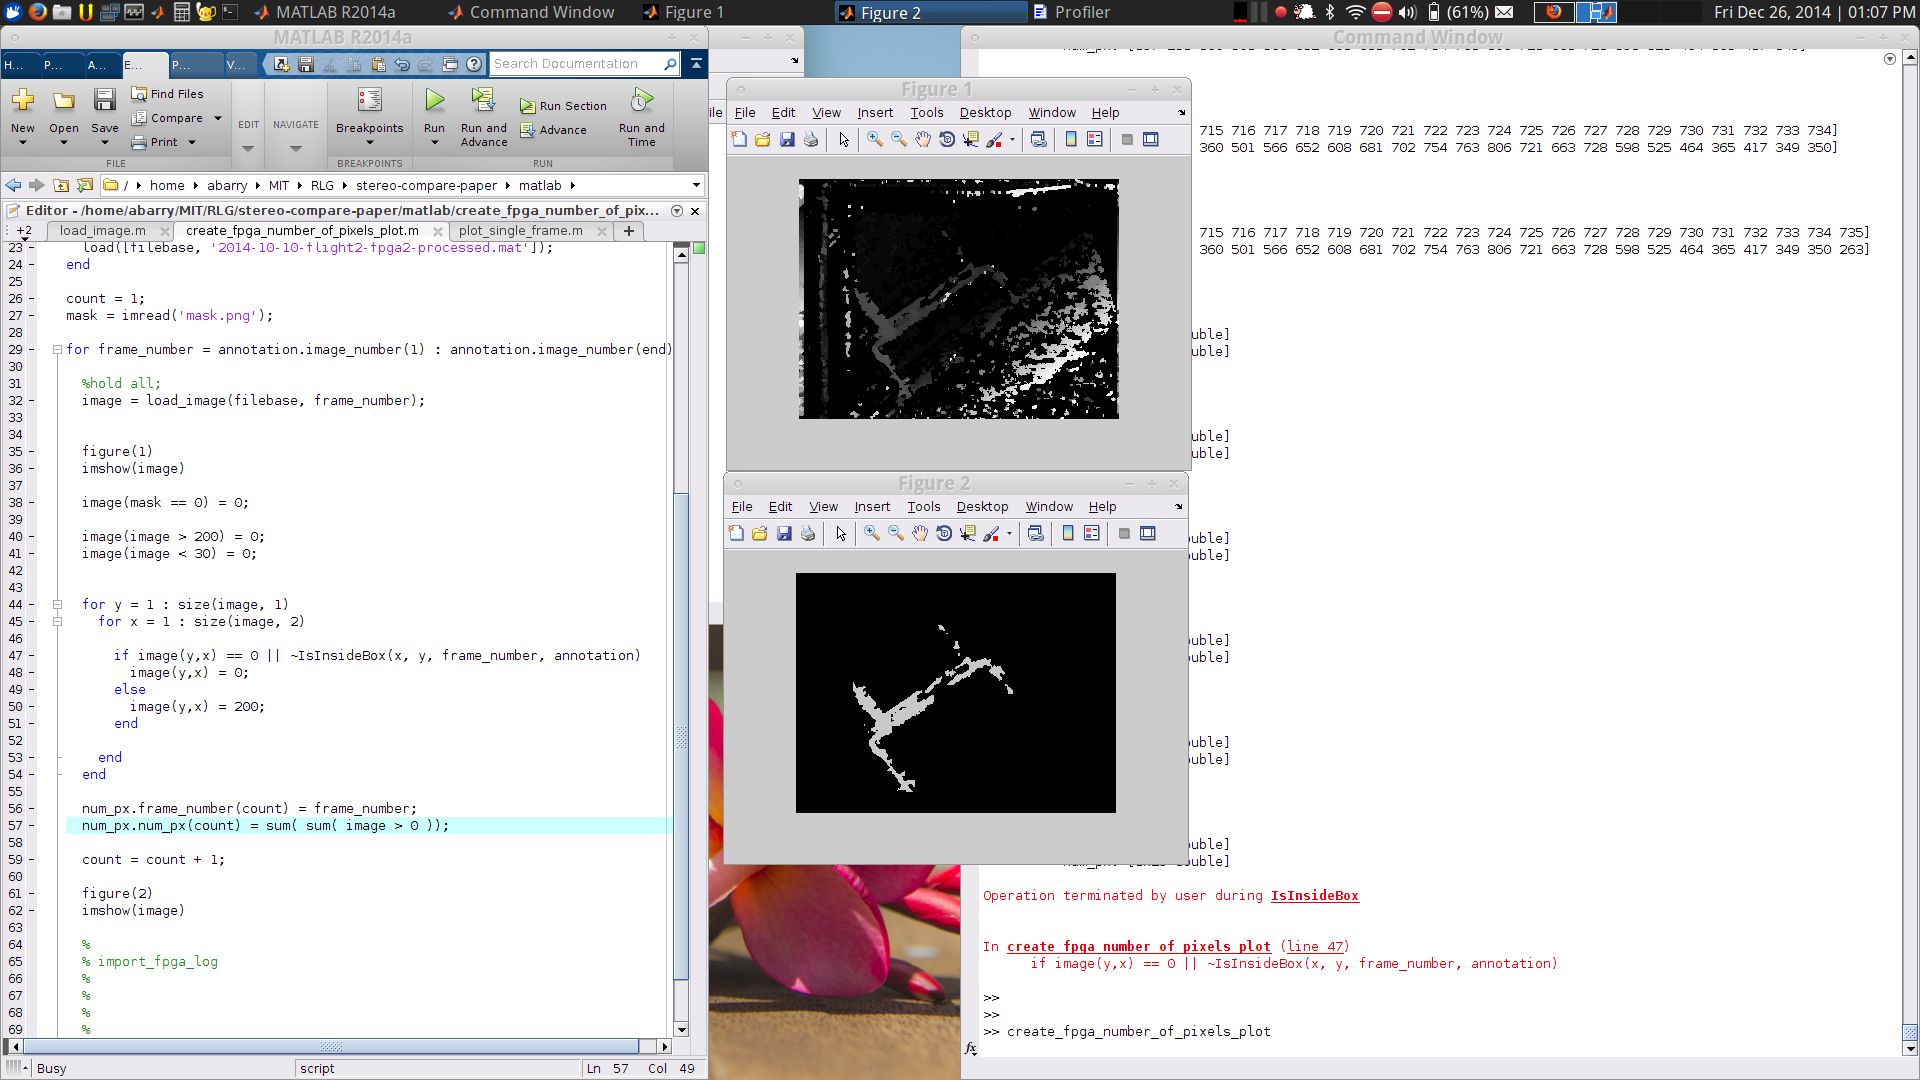 MATLAB R2014a
Command Window
Figure 1
Figure 2
Profiler
(61%)
Fri Dec 26, 2014 | 01:07 PM
MATLAB R2014a
H...
P...
A...
E...
P...
V...
Search Documentation
New
Open
Save
Find Files
Compare
Print
FILE
EDIT
NAVIGATE
Breakpoints
BREAKPOINTS
Run
Run and Advance
Run Section
Advance
Run and Time
RUN
/ home abarry MIT RLG stereo-compare-paper matlab
Editor - /home/abarry/MIT/RLG/stereo-compare-paper/matlab/create_fpga_number_of_pix...
+2
load_image.m
create_fpga_number_of_pixels_plot.m
plot_single_frame.m
23 load([filebase, '2014-10-10-flight2-fpga2-processed.mat']);
24 end
25
26 count = 1;
27 mask = imread('mask.png');
28
29 for frame_number = annotation.image_number(1) : annotation.image_number(end)
30
31 %hold all;
32 image = load_image(filebase, frame_number);
33
34
35 figure(1)
36 imshow(image)
37
38 image(mask == 0) = 0;
39
40 image(image > 200) = 0;
41 image(image < 30) = 0;
42
43
44 for y = 1 : size(image, 1)
45 for x = 1 : size(image, 2)
46
47 if image(y,x) == 0 || ~IsInsideBox(x, y, frame_number, annotation)
48 image(y,x) = 0;
49 else
50 image(y,x) = 200;
51 end
52
53 end
54 end
55
56 num_px.frame_number(count) = frame_number;
57 num_px.num_px(count) = sum( sum( image > 0 ));
58
59 count = count + 1;
60
61 figure(2)
62 imshow(image)
63
64 %
65 % import_fpga_log
66 %
67 %
68 %
69 %
Busy
script
Ln 57 Col 49
ile
Figure 1
File Edit View Insert Tools Desktop Window Help
Figure 2
File Edit View Insert Tools Desktop Window Help
Command Window
715 716 717 718 719 720 721 722 723 724 725 726 727 728 729 730 731 732 733 734]
360 501 566 652 608 681 702 754 763 806 721 663 728 598 525 464 365 417 349 350]
715 716 717 718 719 720 721 722 723 724 725 726 727 728 729 730 731 732 733 734 735]
360 501 566 652 608 681 702 754 763 806 721 663 728 598 525 464 365 417 349 350 263]
uble]
uble]
uble]
uble]
uble]
uble]
uble]
uble]
uble]
uble]
uble]
uble]
Operation terminated by user during IsInsideBox
In create_fpga_number_of_pixels_plot (line 47)
if image(y,x) == 0 || ~IsInsideBox(x, y, frame_number, annotation)
>>
>>
>> create_fpga_number_of_pixels_plot
fx